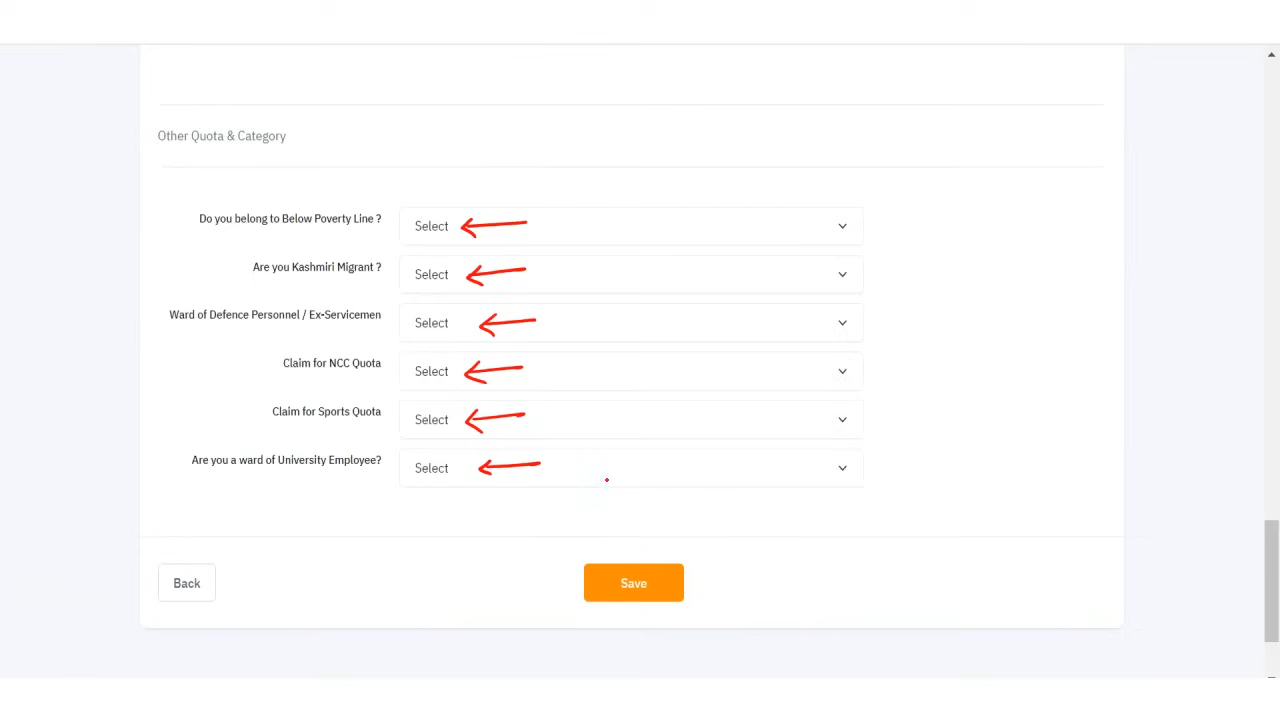 Other Quota & Category
Do you belong to Below Poverty Line ?
Select
Are you Kashmiri Migrant ?
Select
Ward of Defence Personnel / Ex-Servicemen
Select
Claim for NCC Quota
Select
Claim for Sports Quota
Select
Are you a ward of University Employee?
Select
Back
Save